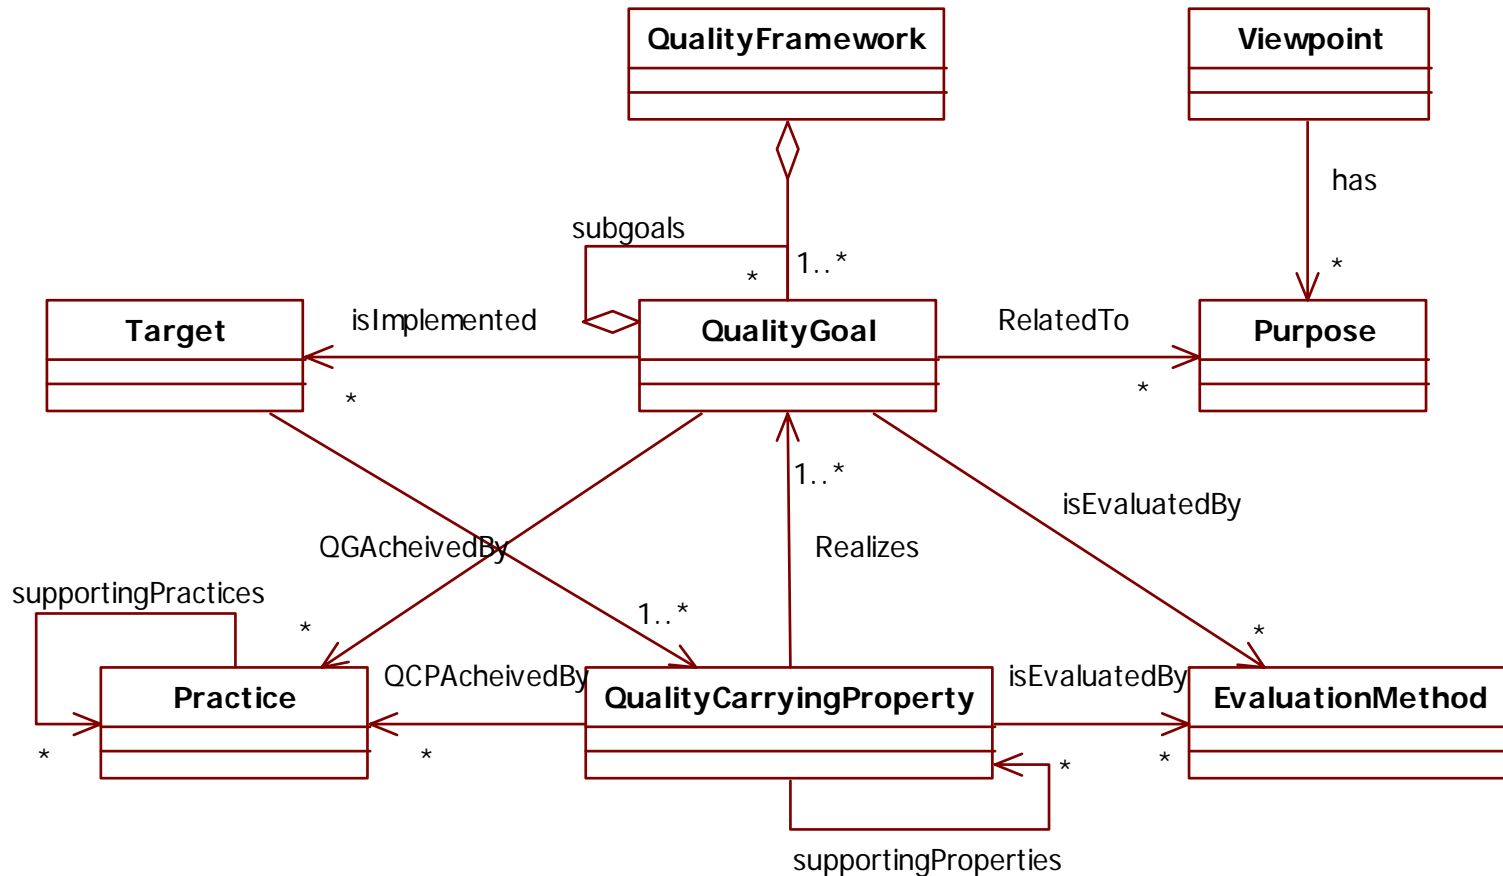 QualityFramework
Viewpoint
has
subgoals
*
1..*
*
Target
isImplemented
QualityGoal
RelatedTo
Purpose
*
*
1..*
isEvaluatedBy
QGAcheivedBy
Realizes
supportingPractices
*
1..*
*
Practice
QCPAcheivedBy
QualityCarryingProperty
isEvaluatedBy
EvaluationMethod
*
*
*
*
supportingProperties